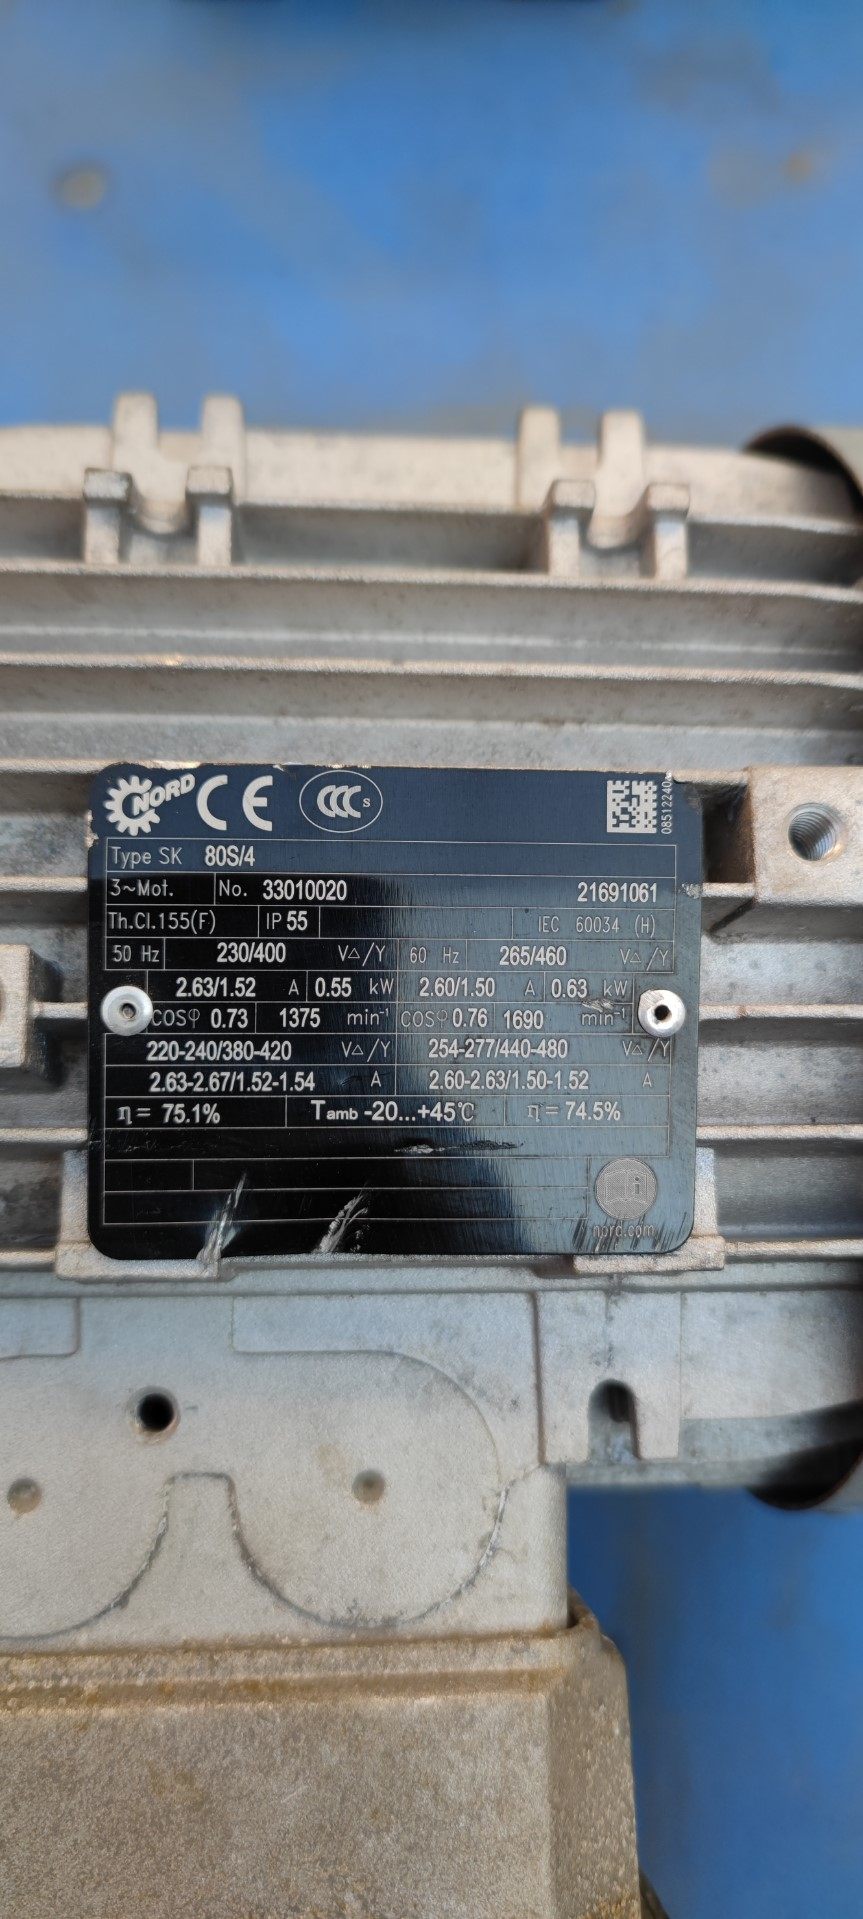 NORD CE CCC S 08512240
Type SK 80S/4
3~Mot. No. 33010020 21691061
Th.Cl.155(F) IP 55 IEC 60034 (H)
50 Hz 230/400 V△/Y 60 Hz 265/460 V△/Y
2.63/1.52 A 0.55 kW 2.60/1.50 A 0.63 kW
COSφ 0.73 1375 min⁻¹ COSφ 0.76 1690 min⁻¹
220-240/380-420 V△/Y 254-277/440-480 V△/Y
2.63-2.67/1.52-1.54 A 2.60-2.63/1.50-1.52 A
η = 75.1% Tamb -20...+45℃ η = 74.5%
i
nord.com